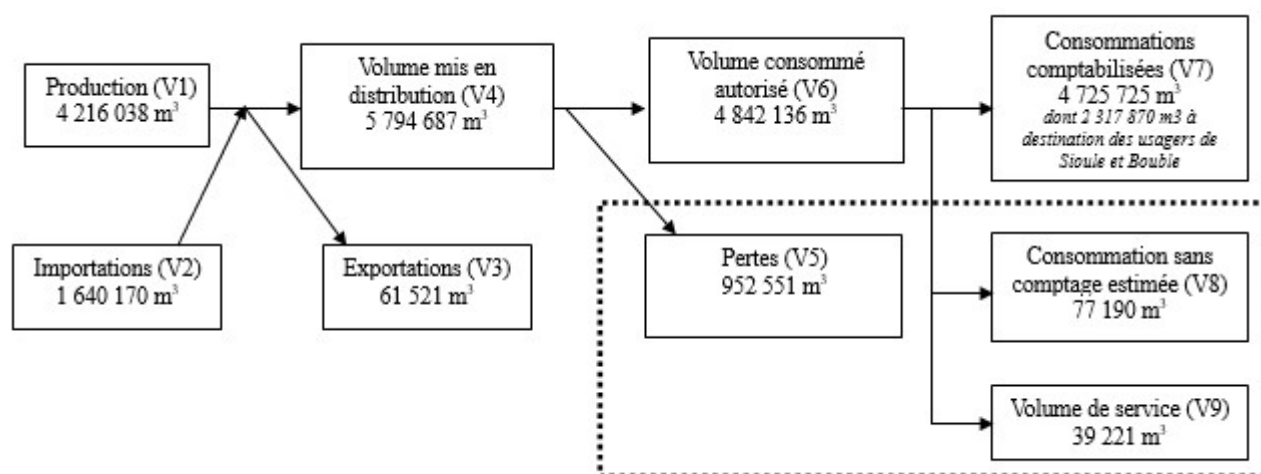 Production (V1)
4 216 038 m³
Volume mis en
distribution (V4)
5 794 687 m³
Volume consommé
autorisé (V6)
4 842 136 m³
Consommations
comptabilisées (V7)
4 725 725 m³
dont 2 317 870 m3 à
destination des usagers de
Sioule et Bouble
Importations (V2)
1 640 170 m³
Exportations (V3)
61 521 m³
Pertes (V5)
952 551 m³
Consommation sans
comptage estimée (V8)
77 190 m³
Volume de service (V9)
39 221 m³